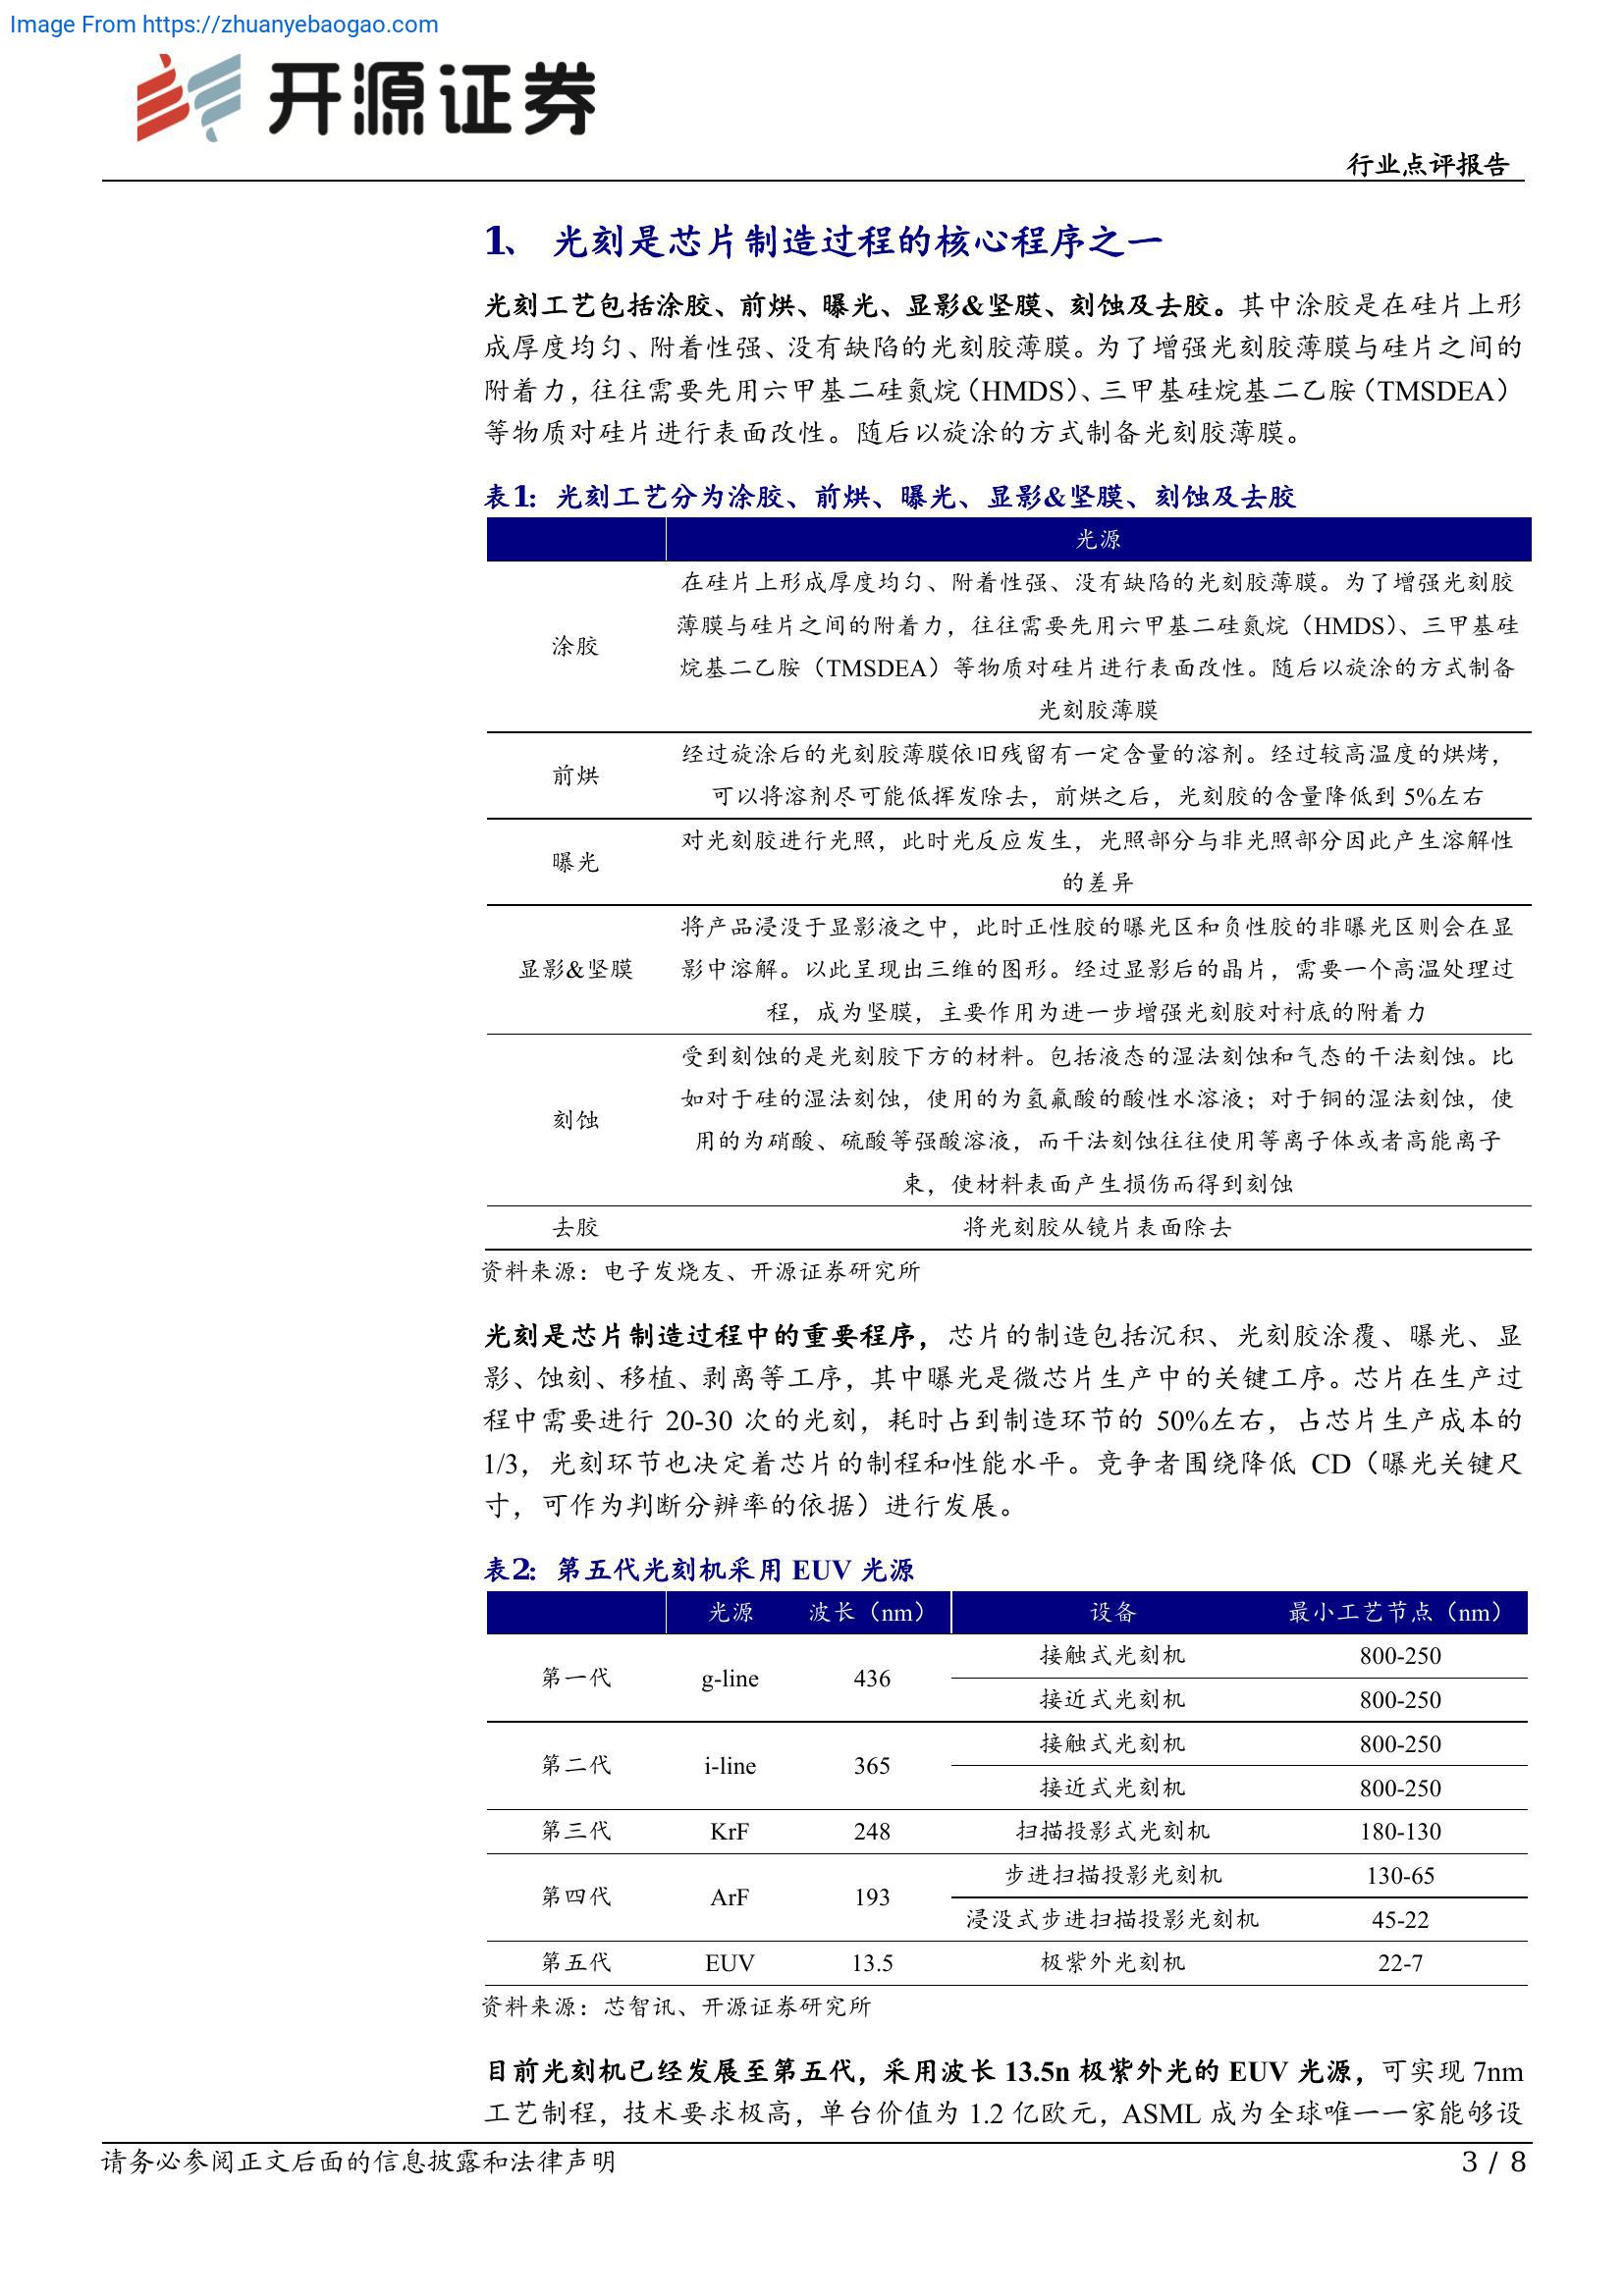 Image From https://zhuanyebaogao.com
开源证券
行业点评报告
1、 光刻是芯片制造过程的核心程序之一
光刻工艺包括涂胶、前烘、曝光、显影&坚膜、刻蚀及去胶。其中涂胶是在硅片上形
成厚度均匀、附着性强、没有缺陷的光刻胶薄膜。为了增强光刻胶薄膜与硅片之间的
附着力，往往需要先用六甲基二硅氮烷（HMDS）、三甲基硅烷基二乙胺（TMSDEA）
等物质对硅片进行表面改性。随后以旋涂的方式制备光刻胶薄膜。
表1: 光刻工艺分为涂胶、前烘、曝光、显影&坚膜、刻蚀及去胶
光源
涂胶
在硅片上形成厚度均匀、附着性强、没有缺陷的光刻胶薄膜。为了增强光刻胶
薄膜与硅片之间的附着力，往往需要先用六甲基二硅氮烷（HMDS）、三甲基硅
烷基二乙胺（TMSDEA）等物质对硅片进行表面改性。随后以旋涂的方式制备
光刻胶薄膜
前烘
经过旋涂后的光刻胶薄膜依旧残留有一定含量的溶剂。经过较高温度的烘烤，
可以将溶剂尽可能低挥发除去，前烘之后，光刻胶的含量降低到 5%左右
曝光
对光刻胶进行光照，此时光反应发生，光照部分与非光照部分因此产生溶解性
的差异
显影&坚膜
将产品浸没于显影液之中，此时正性胶的曝光区和负性胶的非曝光区则会在显
影中溶解。以此呈现出三维的图形。经过显影后的晶片，需要一个高温处理过
程，成为坚膜，主要作用为进一步增强光刻胶对衬底的附着力
刻蚀
受到刻蚀的是光刻胶下方的材料。包括液态的湿法刻蚀和气态的干法刻蚀。比
如对于硅的湿法刻蚀，使用的为氢氟酸的酸性水溶液；对于铜的湿法刻蚀，使
用的为硝酸、硫酸等强酸溶液，而干法刻蚀往往使用等离子体或者高能离子
束，使材料表面产生损伤而得到刻蚀
去胶 将光刻胶从镜片表面除去
资料来源：电子发烧友、开源证券研究所
光刻是芯片制造过程中的重要程序，芯片的制造包括沉积、光刻胶涂覆、曝光、显
影、蚀刻、移植、剥离等工序，其中曝光是微芯片生产中的关键工序。芯片在生产过
程中需要进行 20-30 次的光刻，耗时占到制造环节的 50%左右，占芯片生产成本的
1/3，光刻环节也决定着芯片的制程和性能水平。竞争者围绕降低 CD（曝光关键尺
寸，可作为判断分辨率的依据）进行发展。
表2: 第五代光刻机采用 EUV 光源
光源 波长（nm） 设备 最小工艺节点（nm）
第一代 g-line 436 接触式光刻机 800-250
接近式光刻机 800-250
第二代 i-line 365 接触式光刻机 800-250
接近式光刻机 800-250
第三代 KrF 248 扫描投影式光刻机 180-130
第四代 ArF 193 步进扫描投影光刻机 130-65
浸没式步进扫描投影光刻机 45-22
第五代 EUV 13.5 极紫外光刻机 22-7
资料来源：芯智讯、开源证券研究所
目前光刻机已经发展至第五代，采用波长 13.5n 极紫外光的 EUV 光源，可实现 7nm
工艺制程，技术要求极高，单台价值为 1.2 亿欧元，ASML 成为全球唯一一家能够设
请务必参阅正文后面的信息披露和法律声明
3 / 8